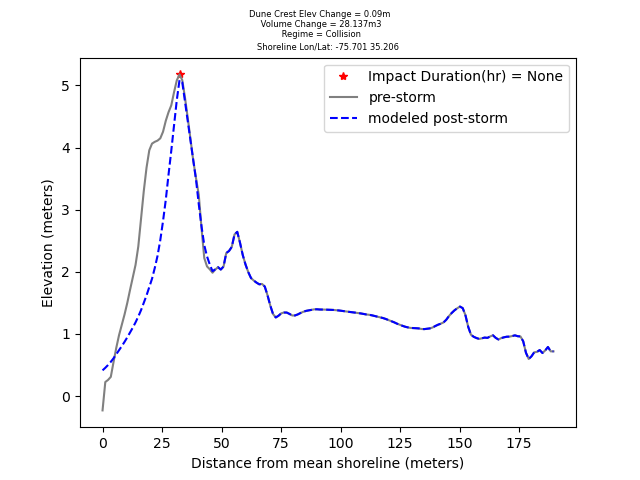 Dune Crest Elev Change = 0.09m
Volume Change = 28.137m3
Regime = Collision
Shoreline Lon/Lat: -75.701 35.206
Impact Duration(hr) = None
pre-storm
modeled post-storm
Elevation (meters)
5
4
3
2
1
0
0 25 50 75 100 125 150 175
Distance from mean shoreline (meters)